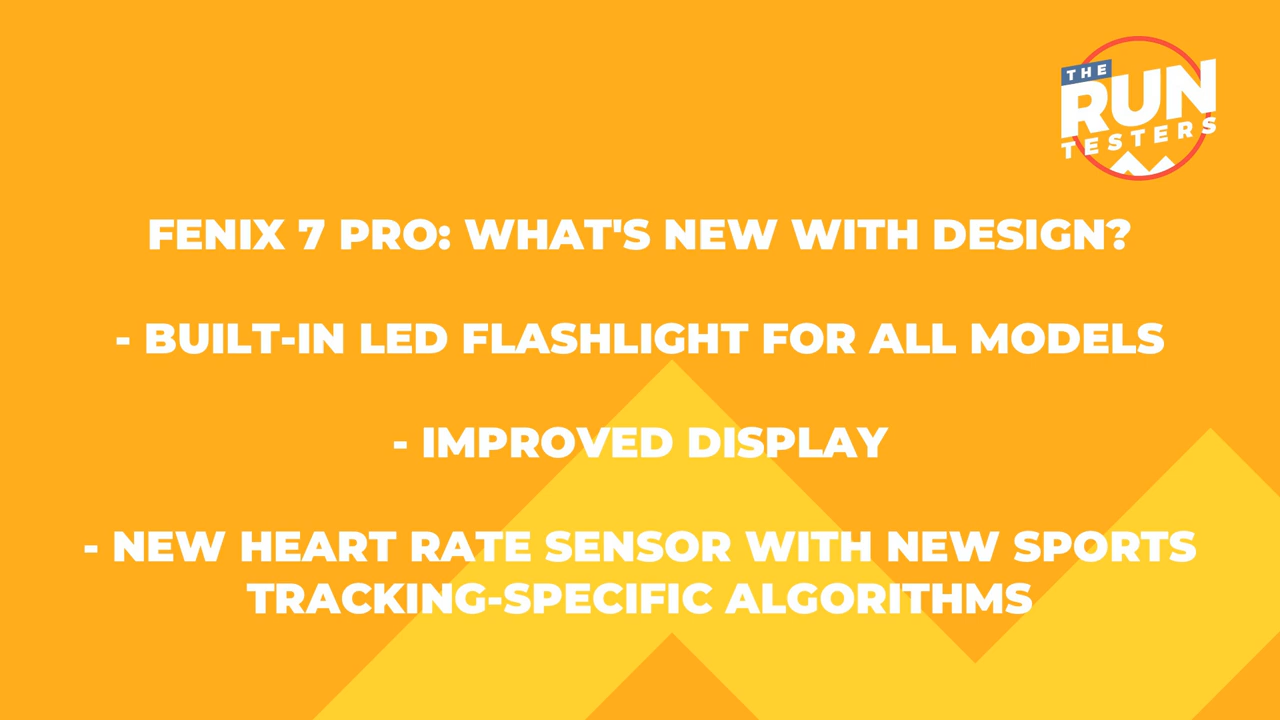 THE
RUN
TESTERS
FENIX 7 PRO: WHAT'S NEW WITH DESIGN?
- BUILT-IN LED FLASHLIGHT FOR ALL MODELS
- IMPROVED DISPLAY
- NEW HEART RATE SENSOR WITH NEW SPORTS
TRACKING-SPECIFIC ALGORITHMS